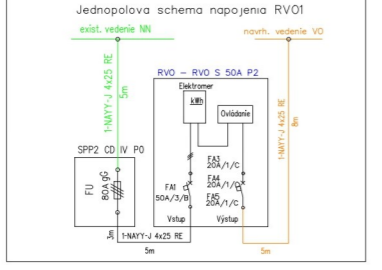 Jednopolova schema napojenia RVO1
exist. vedenie NN
navrh. vedenie VO
1-NAYY-J 4x25 RE
5m
RVO - RVO S 50A P2
Elektromer
kWh
Ovládanie
1-NAYY-J 4x25 RE
8m
SPP2 CD IV P0
FU
80A gG
FA1
50A/3/B
FA3
20A/1/C
FA4
20A/1/C
FA5
20A/1/C
Vstup
Výstup
3m
1-NAYY-J 4x25 RE
5m
5m